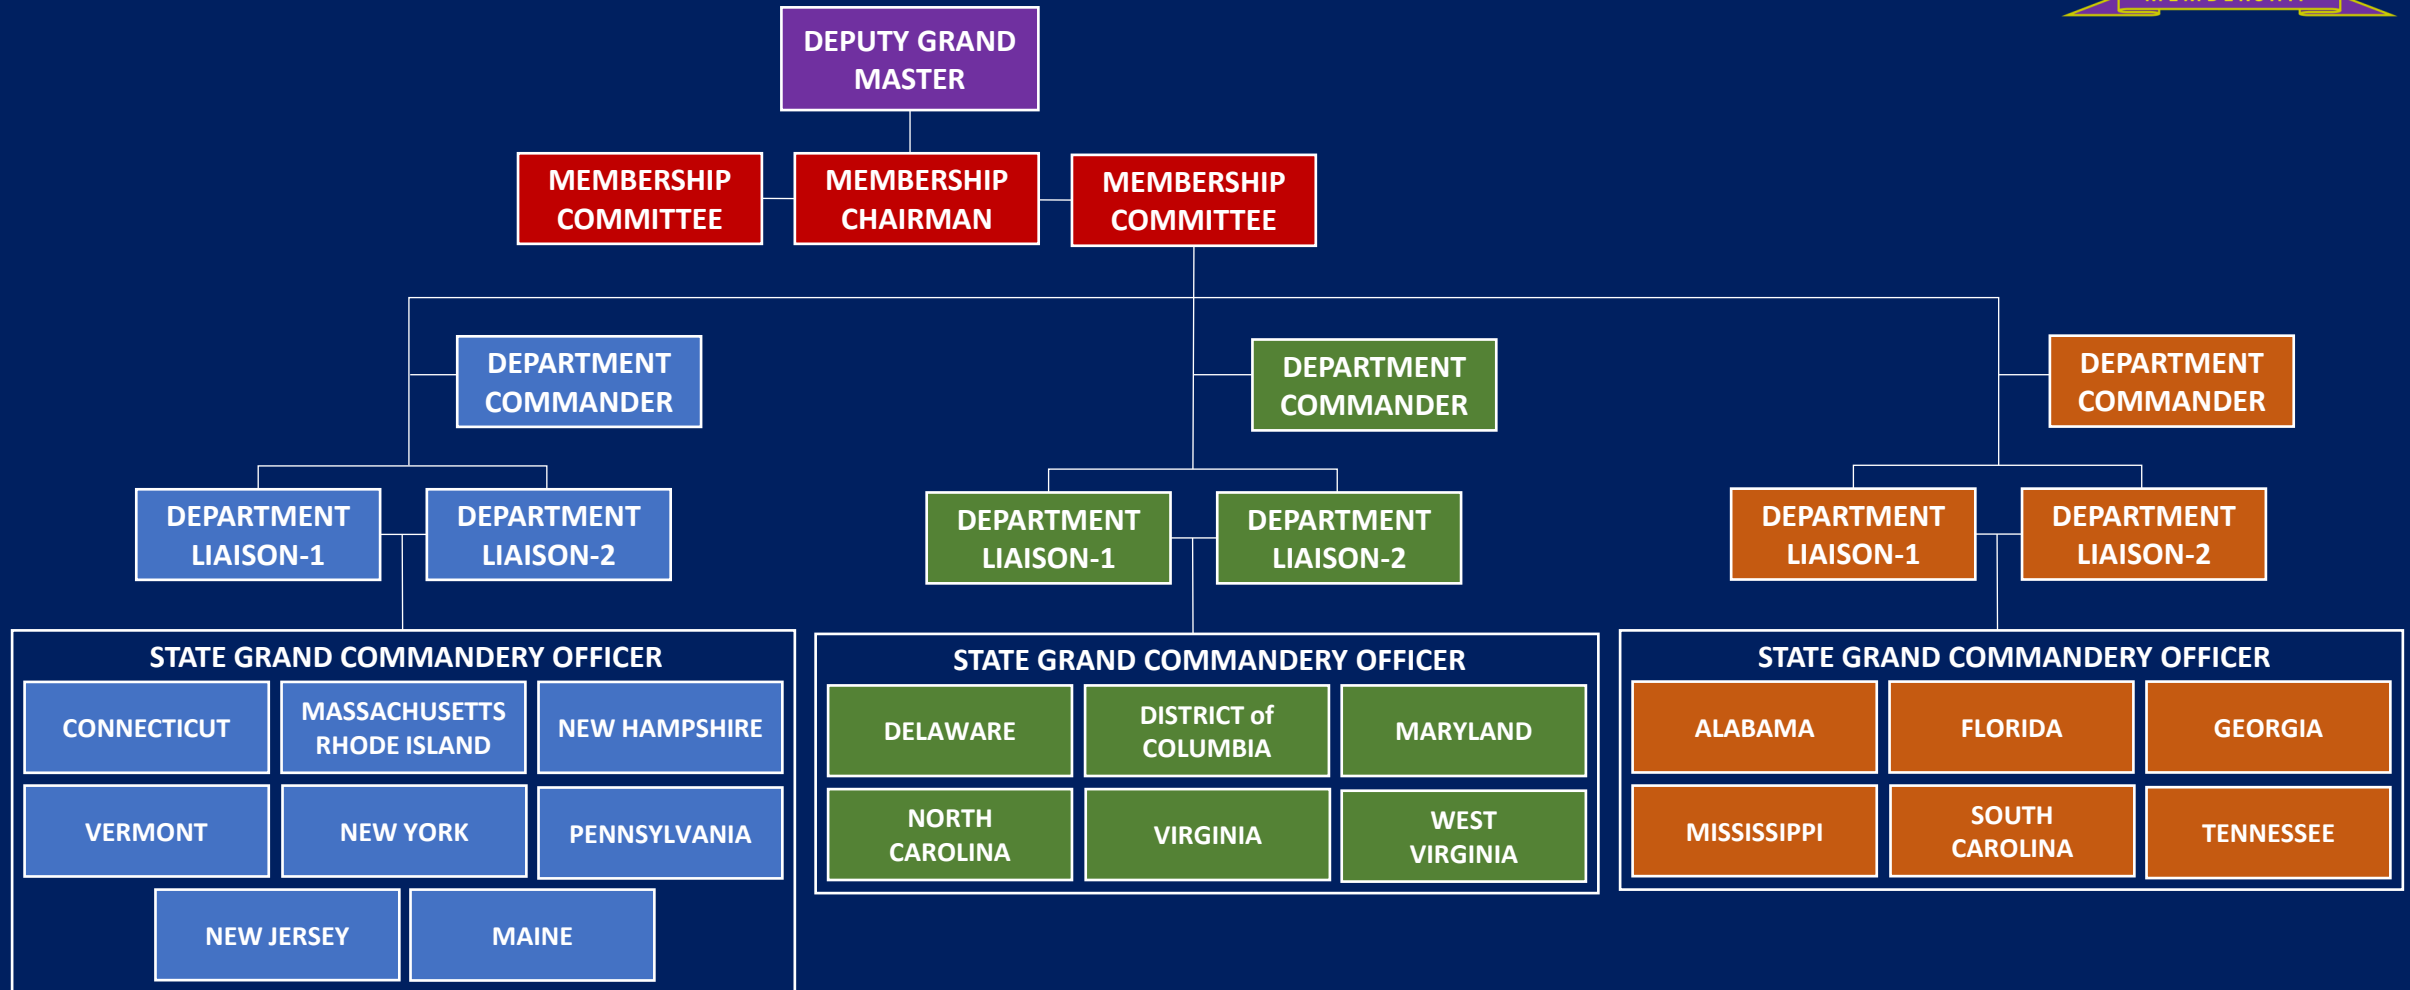 DEPUTY GRAND
MASTER
MEMBERSHIP
COMMITTEE
MEMBERSHIP
CHAIRMAN
MEMBERSHIP
COMMITTEE
DEPARTMENT
COMMANDER
DEPARTMENT
COMMANDER
DEPARTMENT
COMMANDER
DEPARTMENT
LIAISON-1
DEPARTMENT
LIAISON-2
DEPARTMENT
LIAISON-1
DEPARTMENT
LIAISON-2
DEPARTMENT
LIAISON-1
DEPARTMENT
LIAISON-2
STATE GRAND COMMANDERY OFFICER
CONNECTICUT
MASSACHUSETTS
RHODE ISLAND
NEW HAMPSHIRE
VERMONT
NEW YORK
PENNSYLVANIA
NEW JERSEY
MAINE
STATE GRAND COMMANDERY OFFICER
DELAWARE
DISTRICT of
COLUMBIA
MARYLAND
NORTH
CAROLINA
VIRGINIA
WEST
VIRGINIA
STATE GRAND COMMANDERY OFFICER
ALABAMA
FLORIDA
GEORGIA
MISSISSIPPI
SOUTH
CAROLINA
TENNESSEE